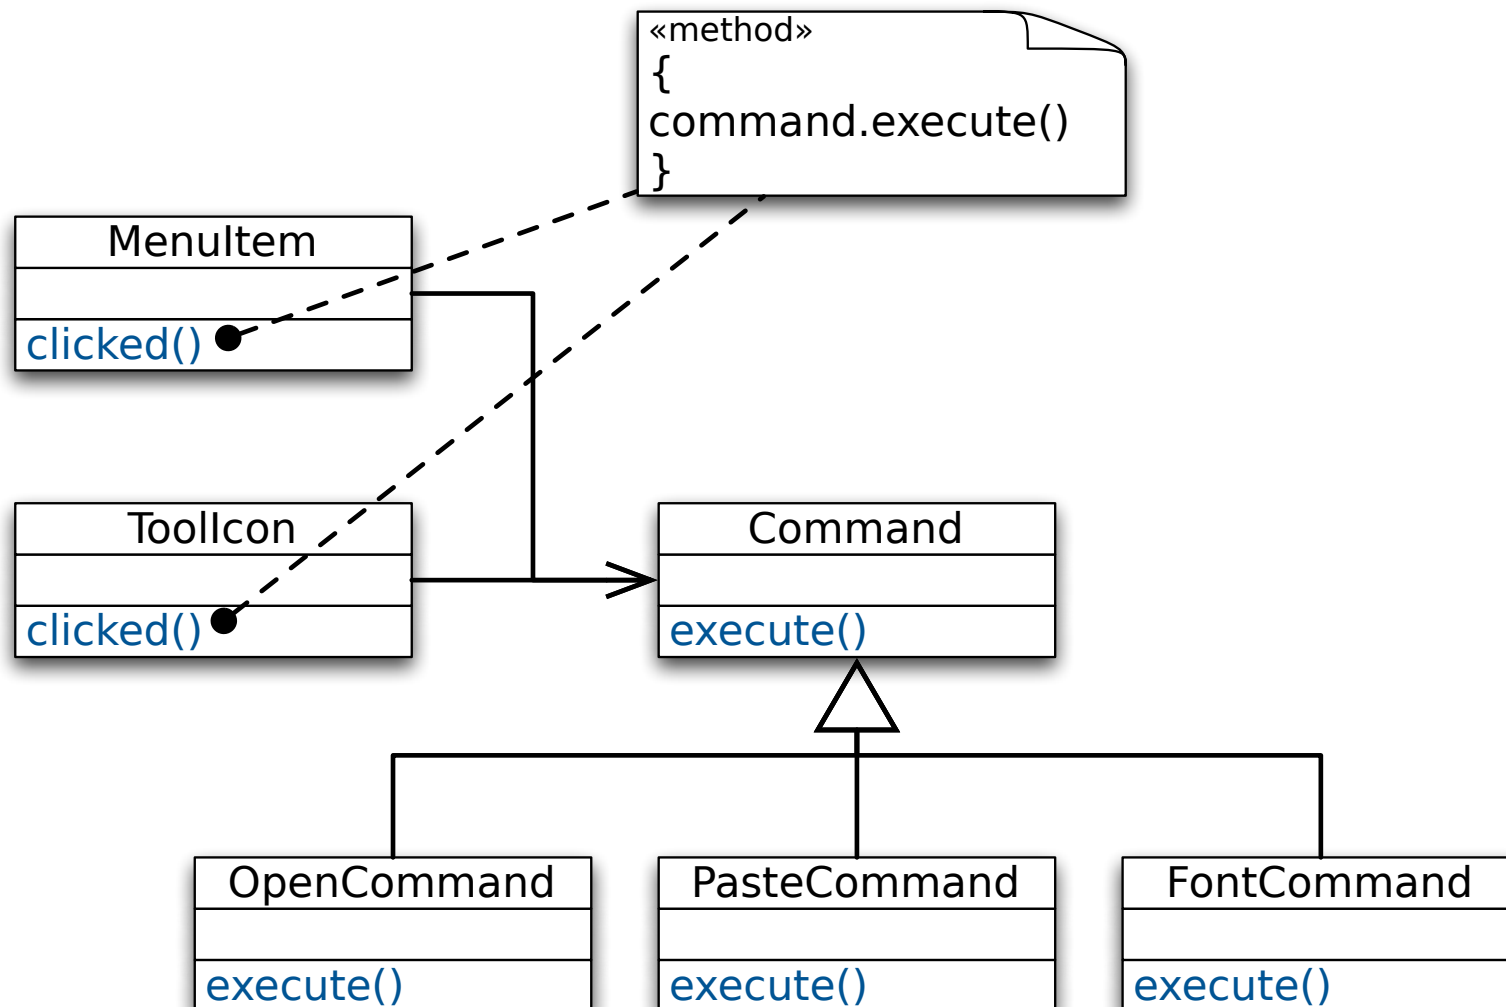 «method»
{
command.execute()
}
MenuItem
clicked()
ToolIcon
clicked()
Command
execute()
OpenCommand
execute()
PasteCommand
execute()
FontCommand
execute()